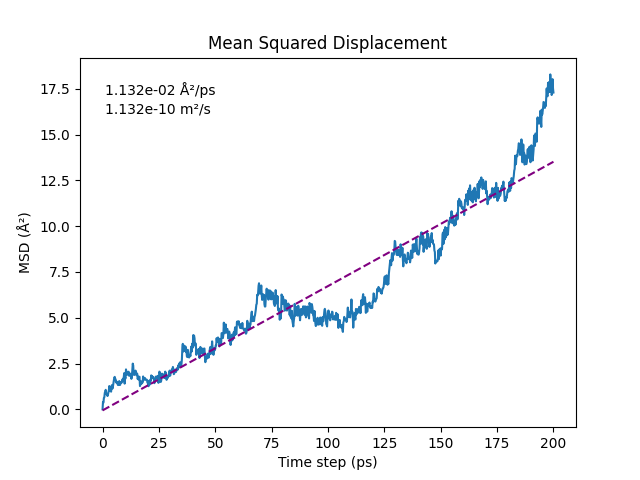 Mean Squared Displacement
1.132e-02 Å²/ps
1.132e-10 m²/s
MSD (Å²)
17.5
15.0
12.5
10.0
7.5
5.0
2.5
0.0
0 25 50 75 100 125 150 175 200
Time step (ps)